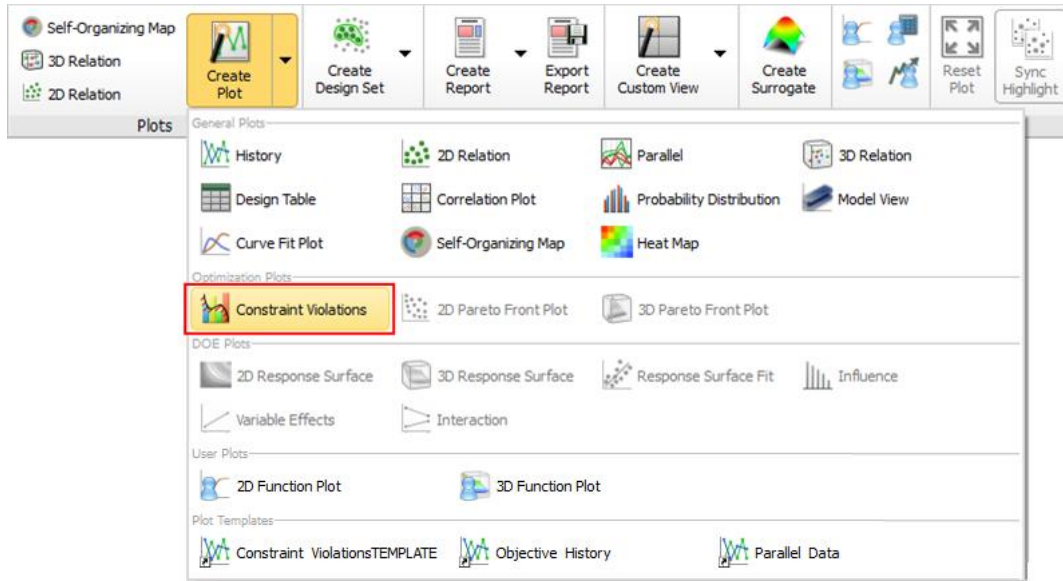 Self-Organizing Map
3D Relation
2D Relation
Create Plot
Create Design Set
Create Report
Export Report
Create Custom View
Create Surrogate
Reset Plot
Sync Highlight
Plots
General Plots
History 2D Relation Parallel 3D Relation
Design Table Correlation Plot Probability Distribution Model View
Curve Fit Plot Self-Organizing Map Heat Map
Optimization Plots
Constraint Violations 2D Pareto Front Plot 3D Pareto Front Plot
DOE Plots
2D Response Surface 3D Response Surface Response Surface Fit Influence
Variable Effects Interaction
User Plots
2D Function Plot 3D Function Plot
Plot Templates
Constraint ViolationsTEMPLATE Objective History Parallel Data